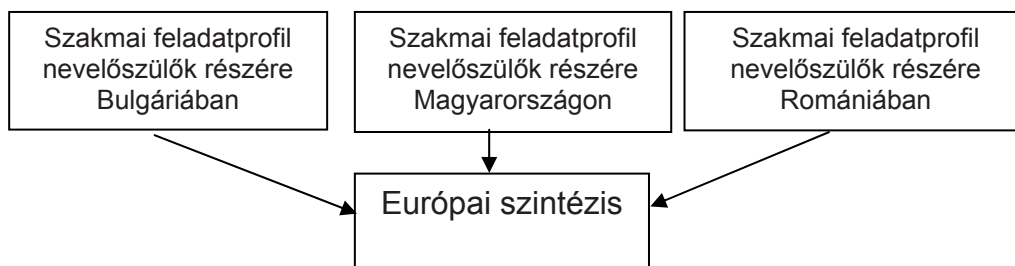 Szakmai feladatprofil
nevelőszülők részére
Bulgáriában
Szakmai feladatprofil
nevelőszülők részére
Magyarországon
Szakmai feladatprofil
nevelőszülők részére
Romániában
Európai szintézis